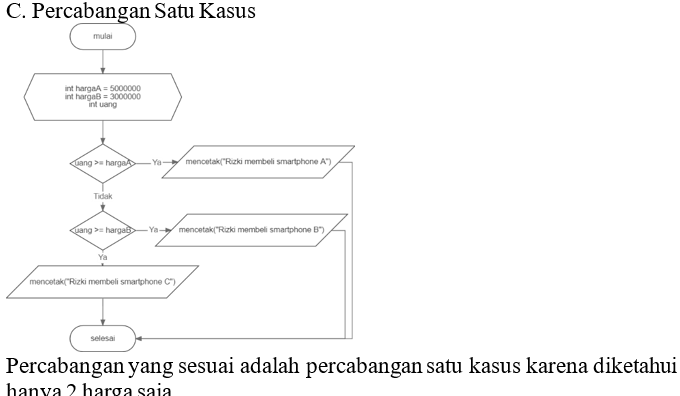 C. Percabangan Satu Kasus
mulai
int hargaA = 5000000
int hargaB = 3000000
int uang
uang >= hargaA
Ya
mencetak("Rizki membeli smartphone A")
Tidak
uang >= hargaB
Ya
mencetak("Rizki membeli smartphone B")
Ya
mencetak("Rizki membeli smartphone C")
selesai
Percabangan yang sesuai adalah percabangan satu kasus karena diketahui
hanya 2 harga saja